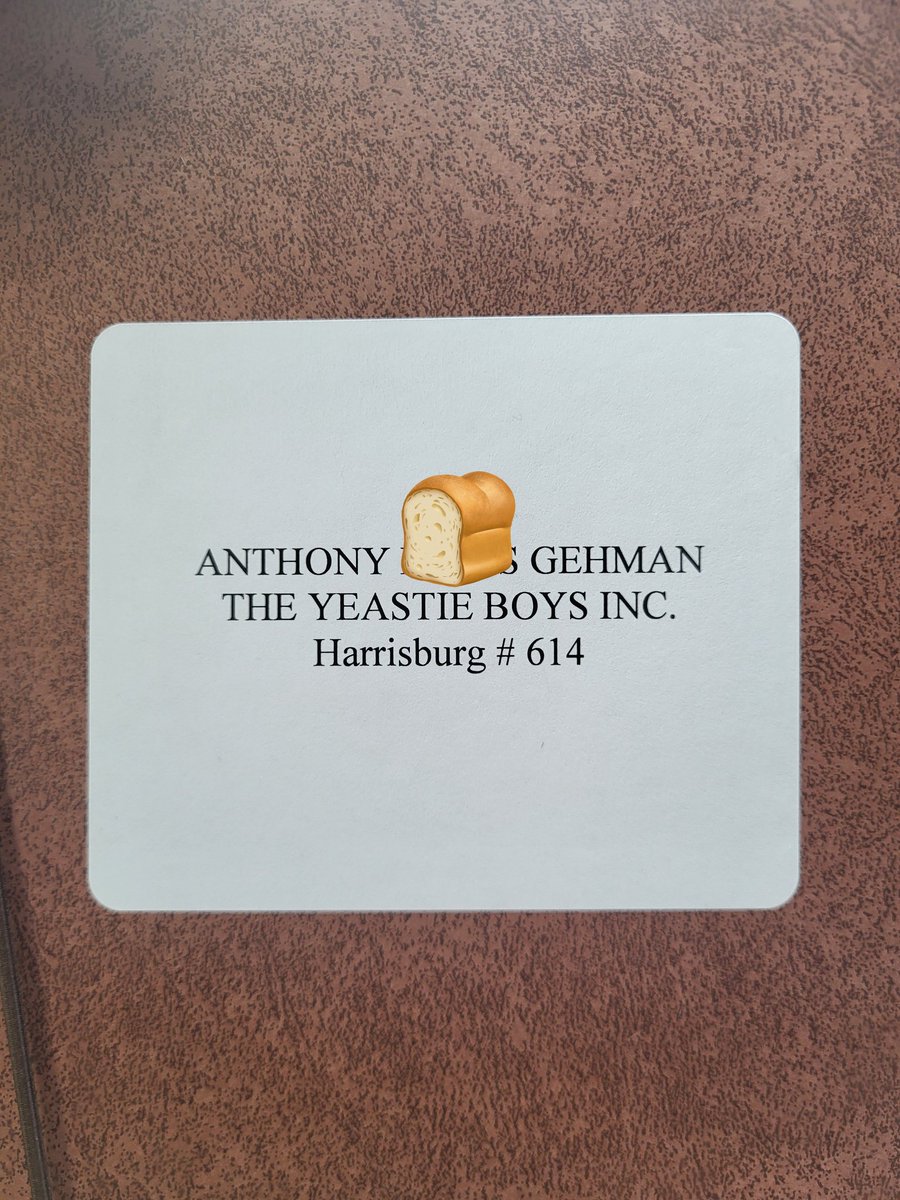 ANTHONY GEHMAN
THE YEASTIE BOYS INC.
Harrisburg # 614